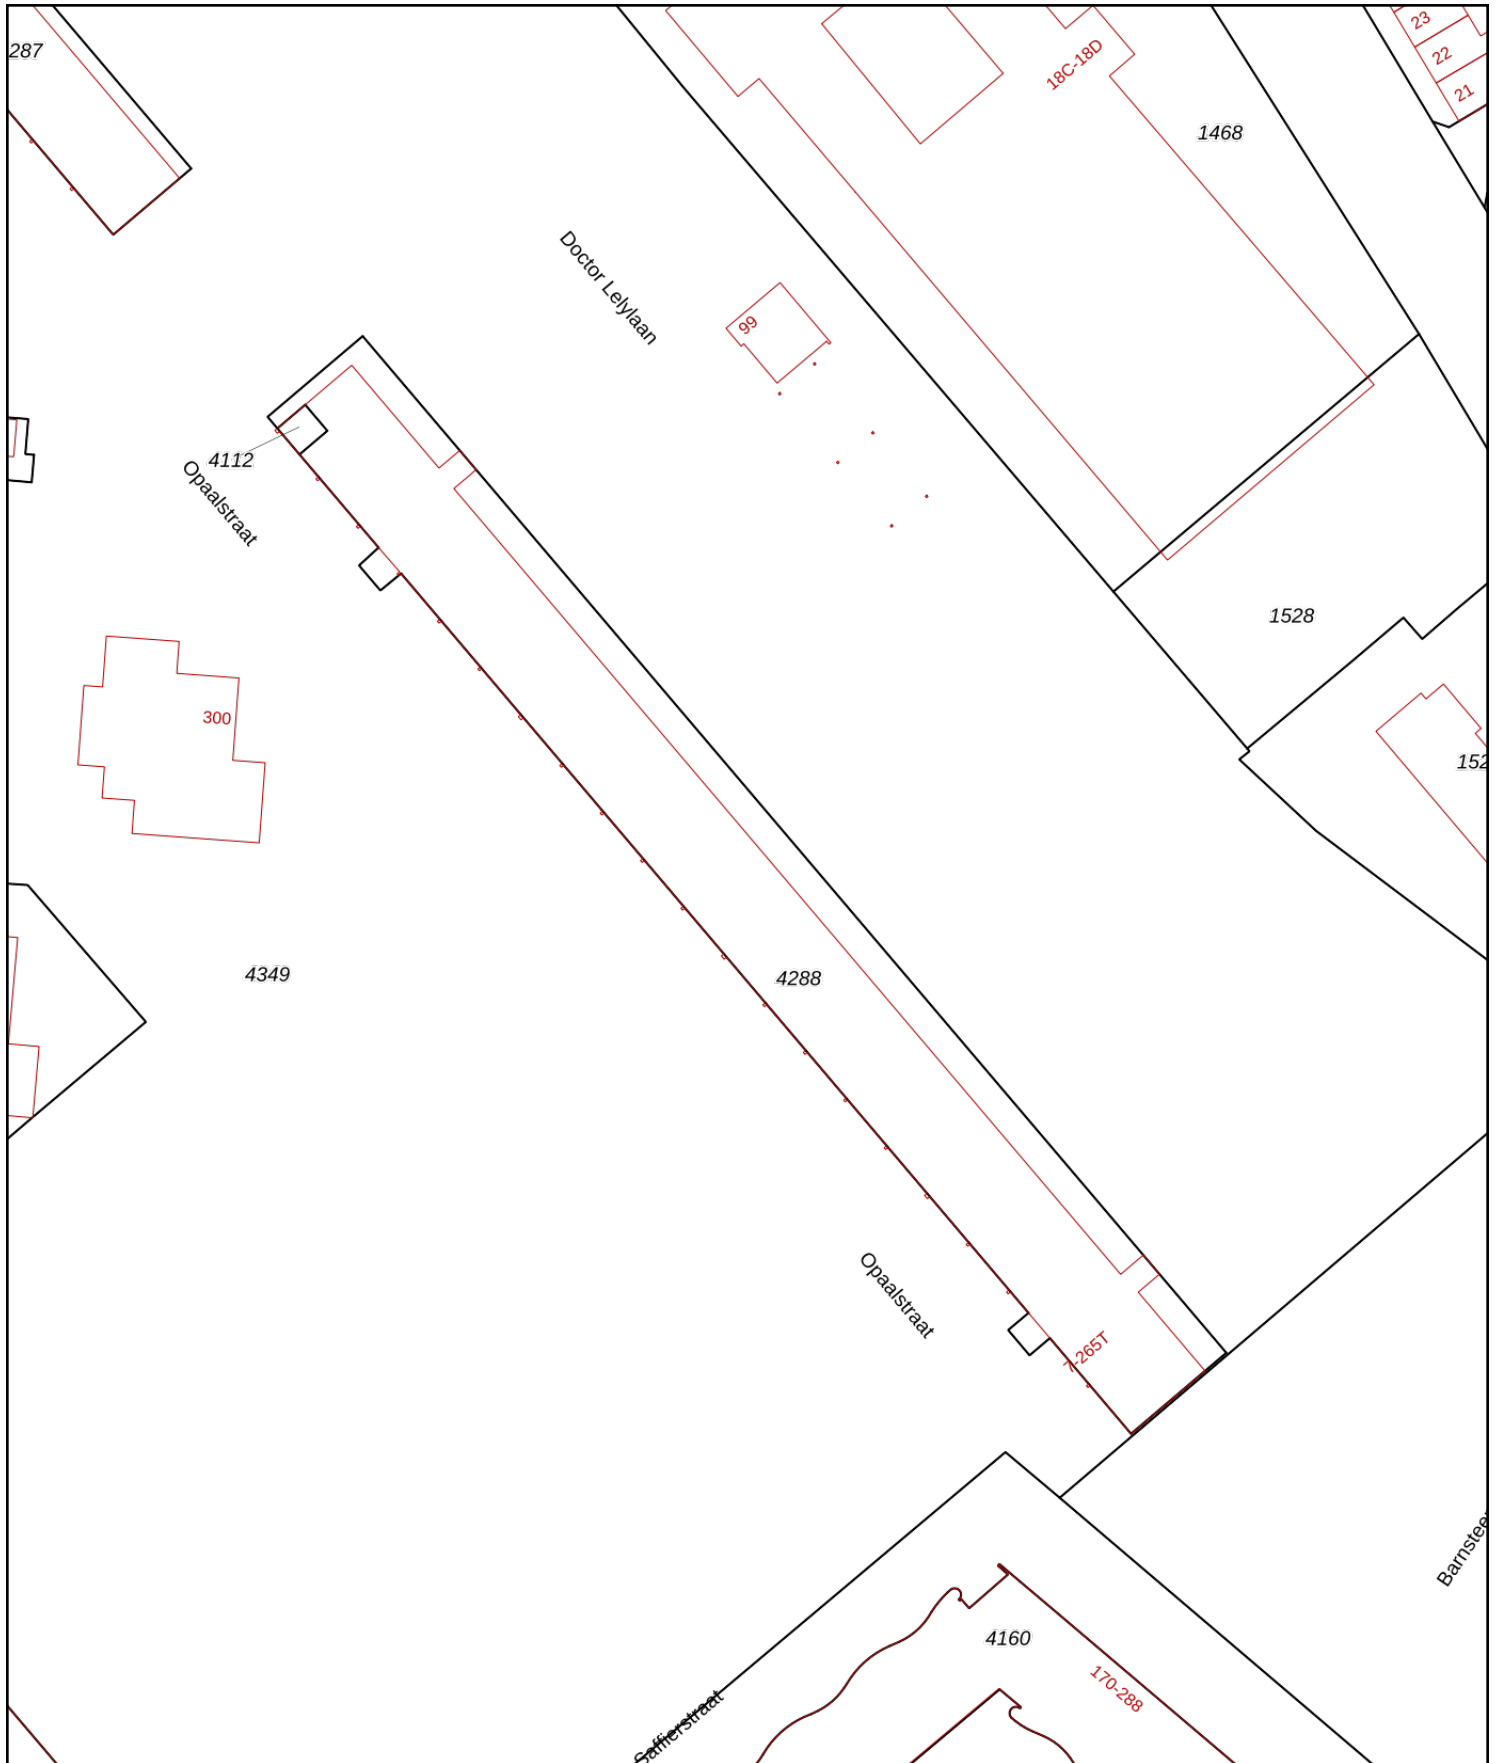 23
287
22
18C-18D
21
1468
Doctor Lelylaan
99
4112
Opaalstraat
1528
300
152
4349
4288
Opaalstraat
7-265T
Barnsteen
4160
170-288
Saffierstraat